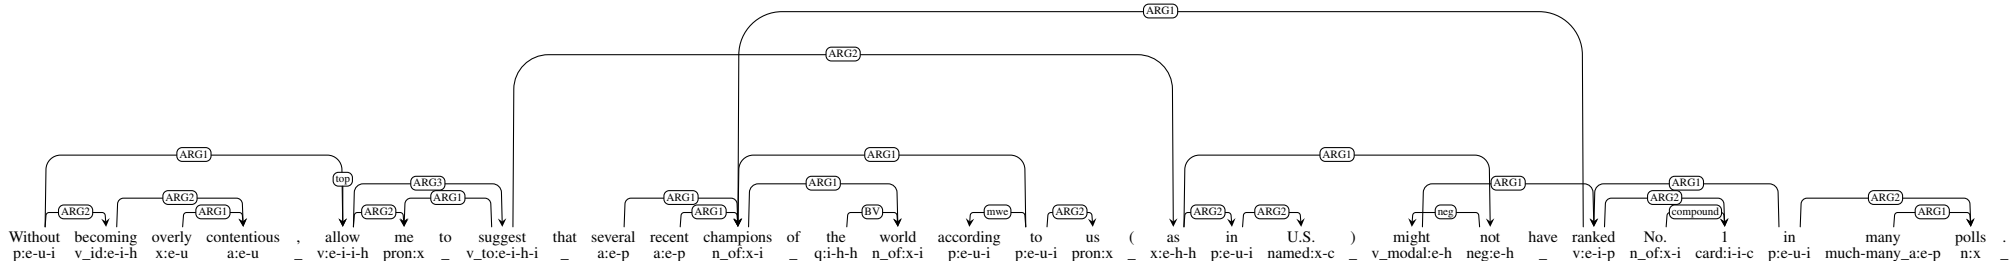 ARG1
ARG2
ARG1 ARG1 ARG1
top ARG3 ARG1 ARG1
ARG2 ARG1 ARG1 ARG1 ARG2 ARG2
ARG2 ARG1 ARG2 ARG1 BV mwe ARG2 ARG2 ARG2 neg compound ARG1
Without becoming overly contentious , allow me to suggest that several recent champions of the world according to us ( as in U.S. ) might not have ranked No. 1 in many polls .
p:e-u-i v_id:e-i-h x:e-u a:e-u _ v:e-i-i-h pron:x _ v_to:e-i-h-i _ a:e-p a:e-p n_of:x-i _ q:i-h-h n_of:x-i p:e-u-i p:e-u-i pron:x _ x:e-h-h p:e-u-i named:x-c _ v_modal:e-h neg:e-h _ v:e-i-p n_of:x-i card:i-i-c p:e-u-i much-many_a:e-p n:x _